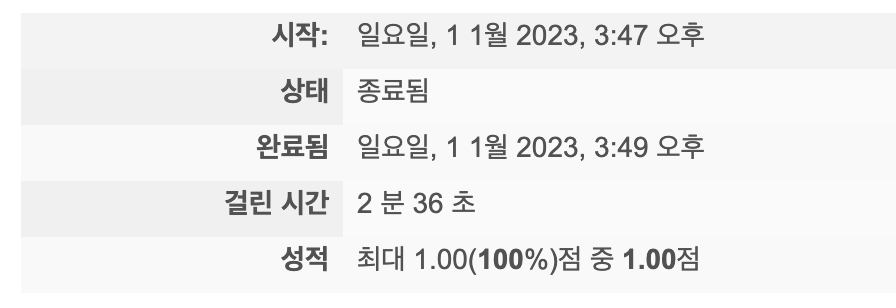 시작: 일요일, 1 1월 2023, 3:47 오후
상태 종료됨
완료됨 일요일, 1 1월 2023, 3:49 오후
걸린 시간 2 분 36 초
성적 최대 1.00(100%)점 중 1.00점